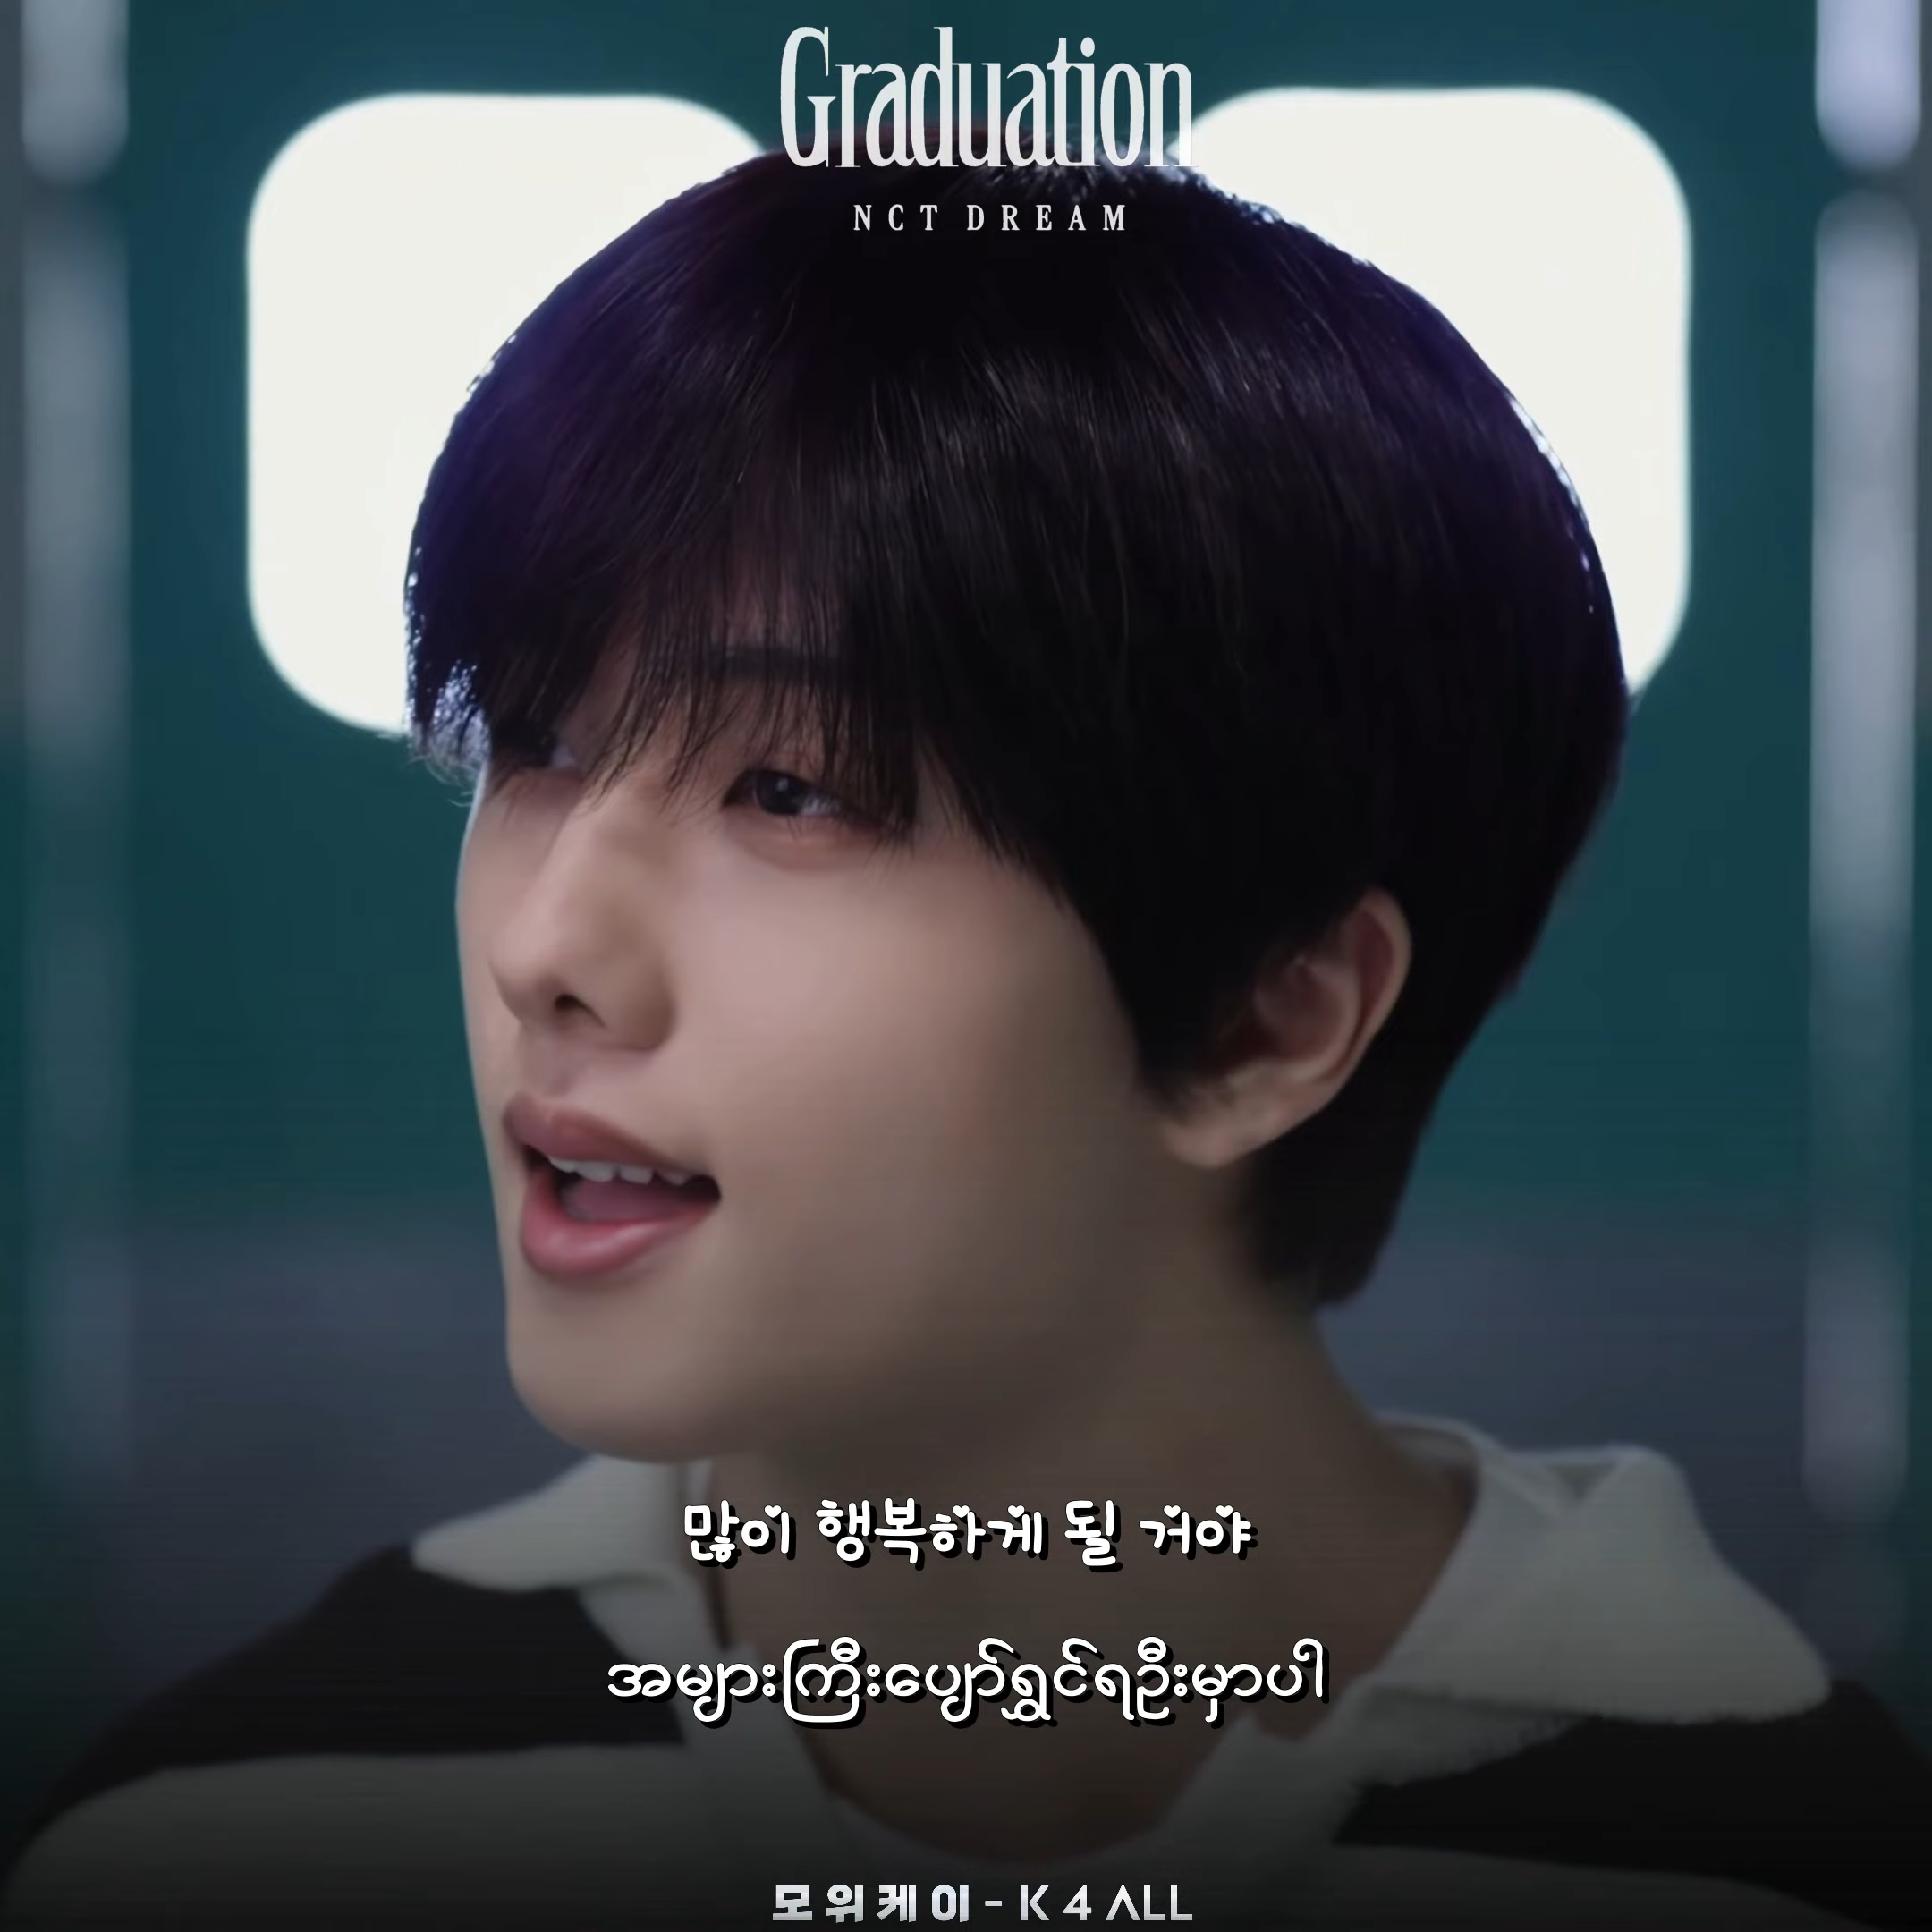 Graduation
NCT DREAM
많이 행복하게 될 거야
အများကြီးပျော်ရွှင်ရဦးမှာပါ
모위케이 - K 4 ALL